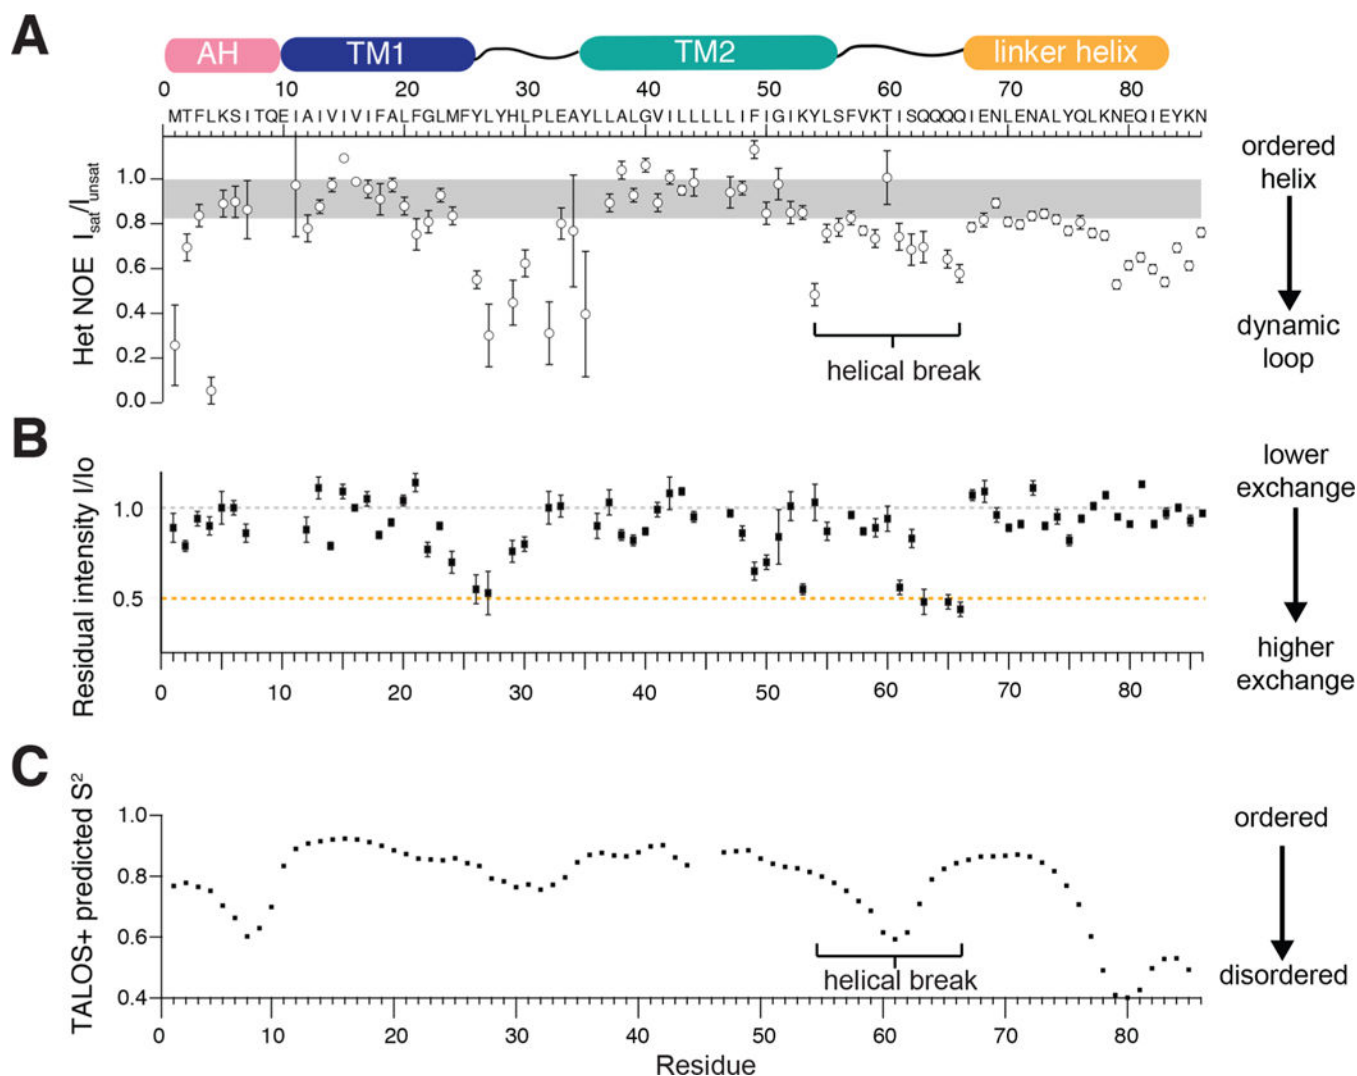 A
AH TM1 TM2 linker helix
0 10 20 30 40 50 60 70 80
MTFLKSITQEIAIVIVIFALFGLMFYLYHLPLEAYLLALGVILLLLLIFIGIKYLSFVKTISQQQQIENLENALYQLKNEQIEYKN
Het NOE Isat/Iunsat
1.0
0.8
0.6
0.4
0.2
0.0
helical break
ordered
helix
dynamic
loop
B
Residual intensity I/Io
1.0
0.5
0 10 20 30 40 50 60 70 80
lower
exchange
higher
exchange
C
TALOS+ predicted S²
1.0
0.8
0.6
0.4
helical break
0 10 20 30 40 50 60 70 80
Residue
ordered
disordered